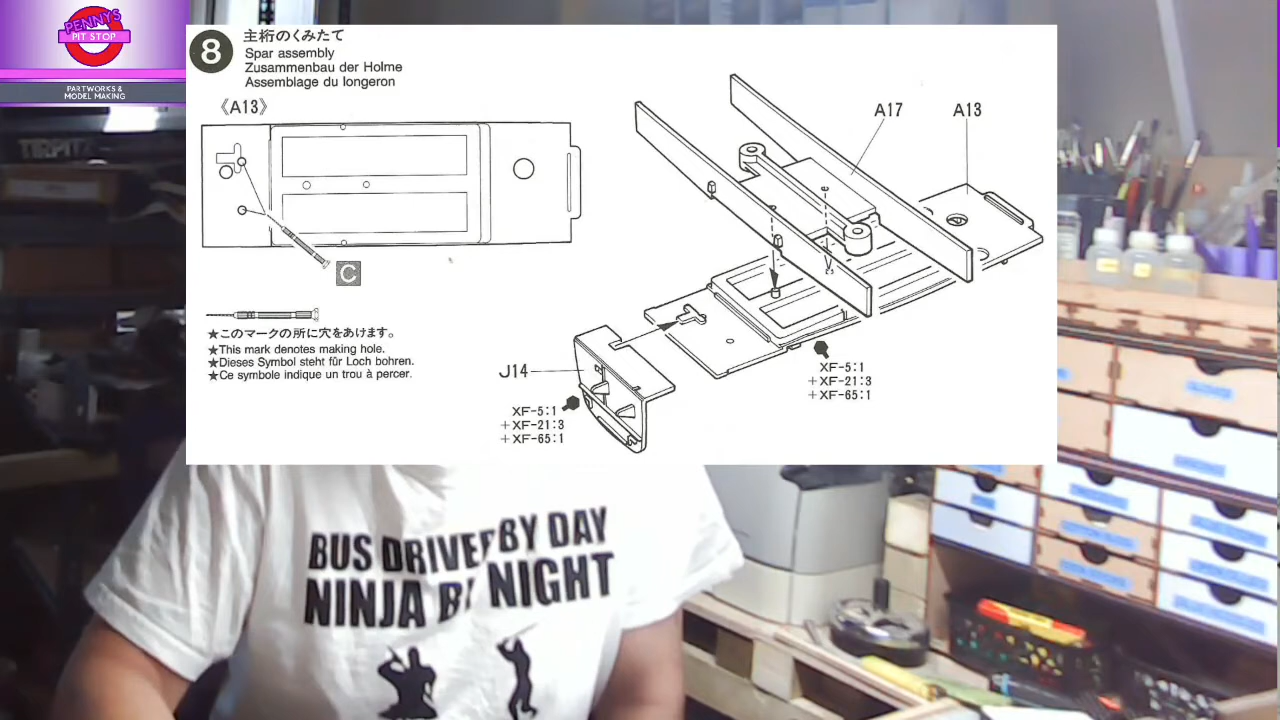 PENNYS
PIT STOP
PARTWORKS &
MODEL MAKING
TIRPITZ
8
主桁のくみたて
Spar assembly
Zusammenbau der Holme
Assemblage du longeron
《A13》
C
★このマークの所に穴をあけます。
★This mark denotes making hole.
★Dieses Symbol steht für Loch bohren.
★Ce symbole indique un trou à percer.
A17
A13
J14
XF-5:1
+XF-21:3
+XF-65:1
XF-5:1
+XF-21:3
+XF-65:1
BUS DRIVER BY DAY
NINJA BY NIGHT